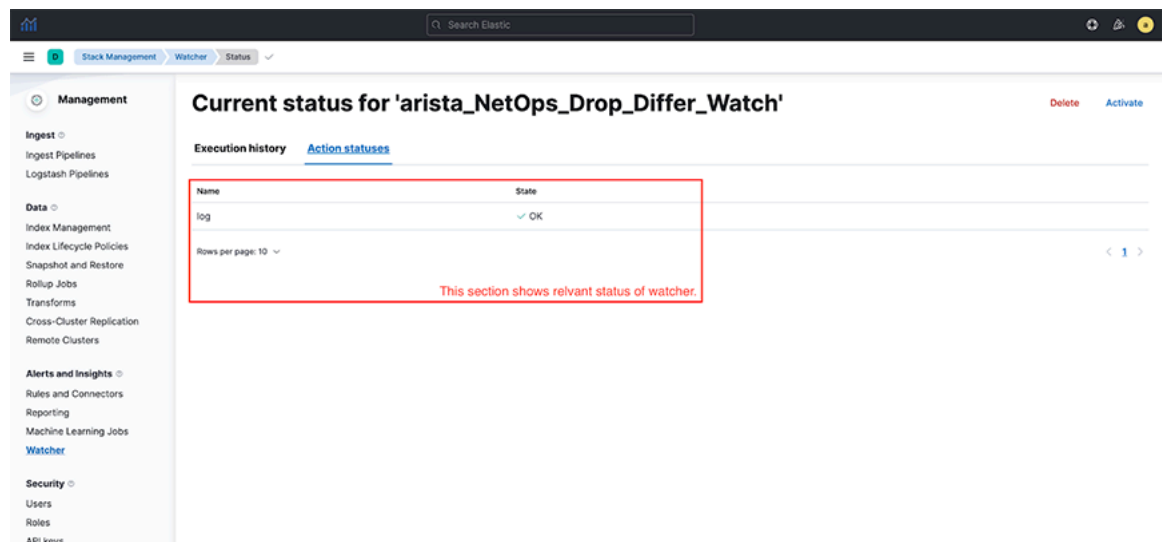 Search Elastic
a
D Stack Management Watcher Status
Management
Ingest
Ingest Pipelines
Logstash Pipelines
Data
Index Management
Index Lifecycle Policies
Snapshot and Restore
Rollup Jobs
Transforms
Cross-Cluster Replication
Remote Clusters
Alerts and Insights
Rules and Connectors
Reporting
Machine Learning Jobs
Watcher
Security
Users
Roles
API keys
Current status for 'arista_NetOps_Drop_Differ_Watch'
Delete Activate
Execution history Action statuses
Name State
log OK
Rows per page: 10
1
This section shows relvant status of watcher.